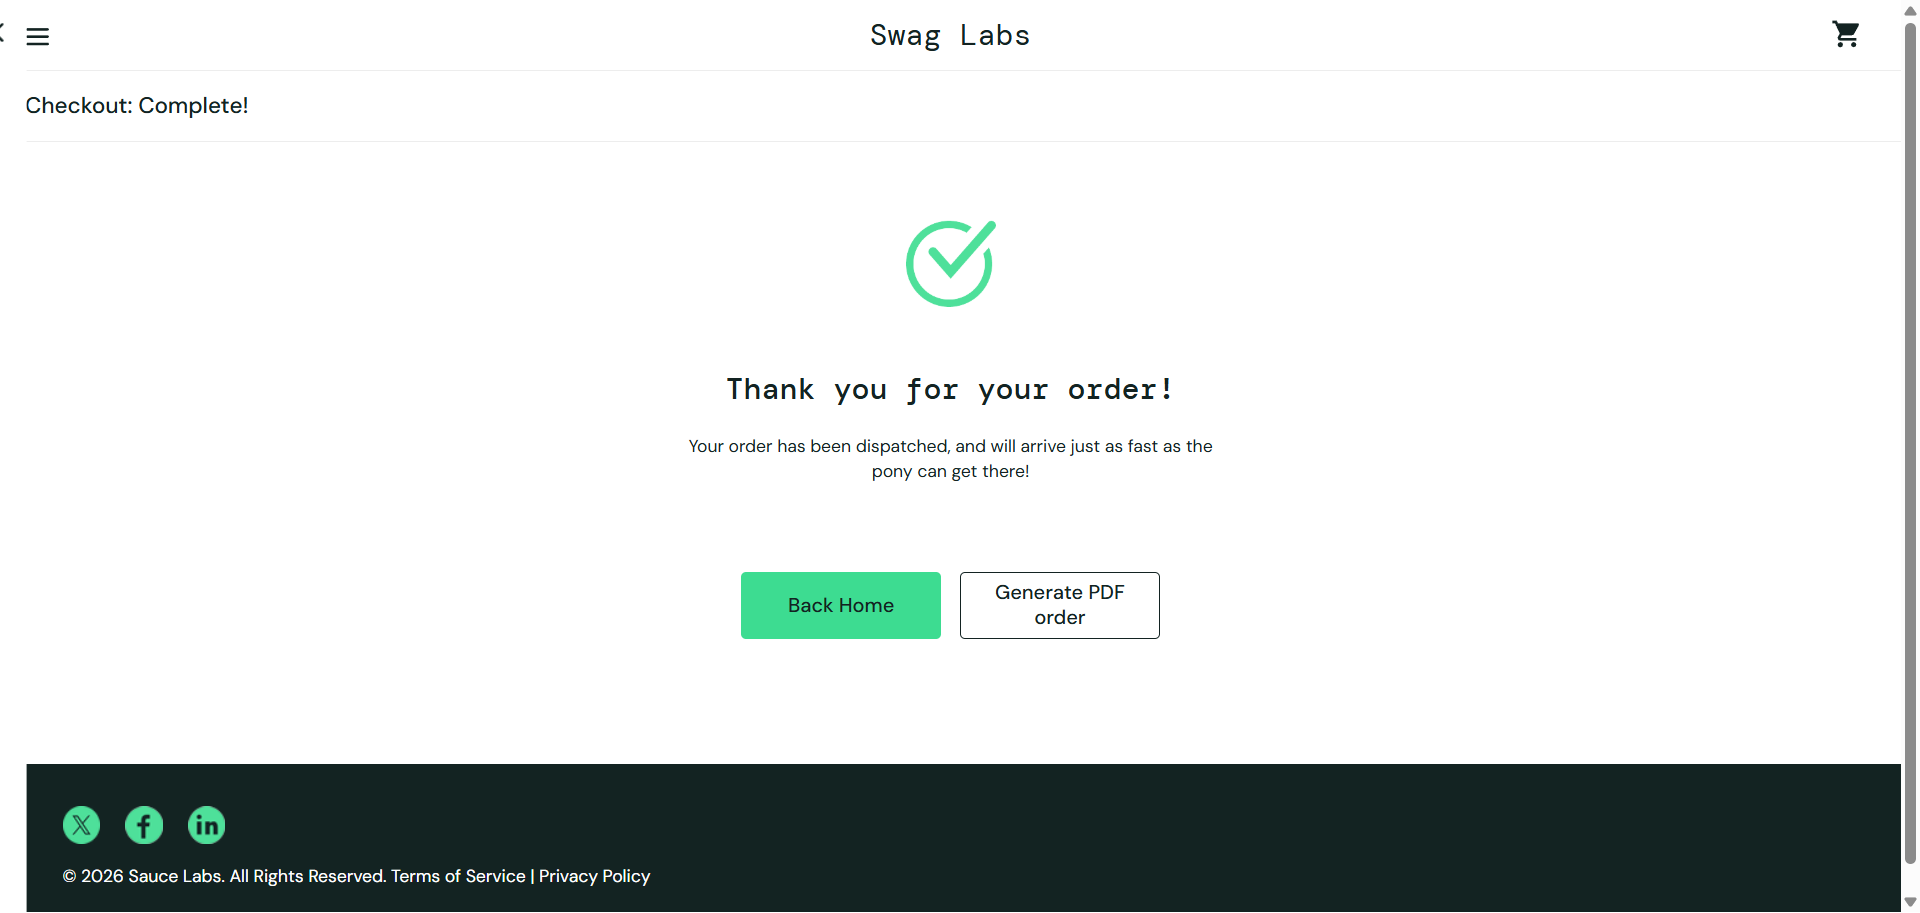 Swag Labs
Checkout: Complete!
Thank you for your order!
Your order has been dispatched, and will arrive just as fast as the
pony can get there!
Back Home
Generate PDF
order
© 2026 Sauce Labs. All Rights Reserved. Terms of Service | Privacy Policy